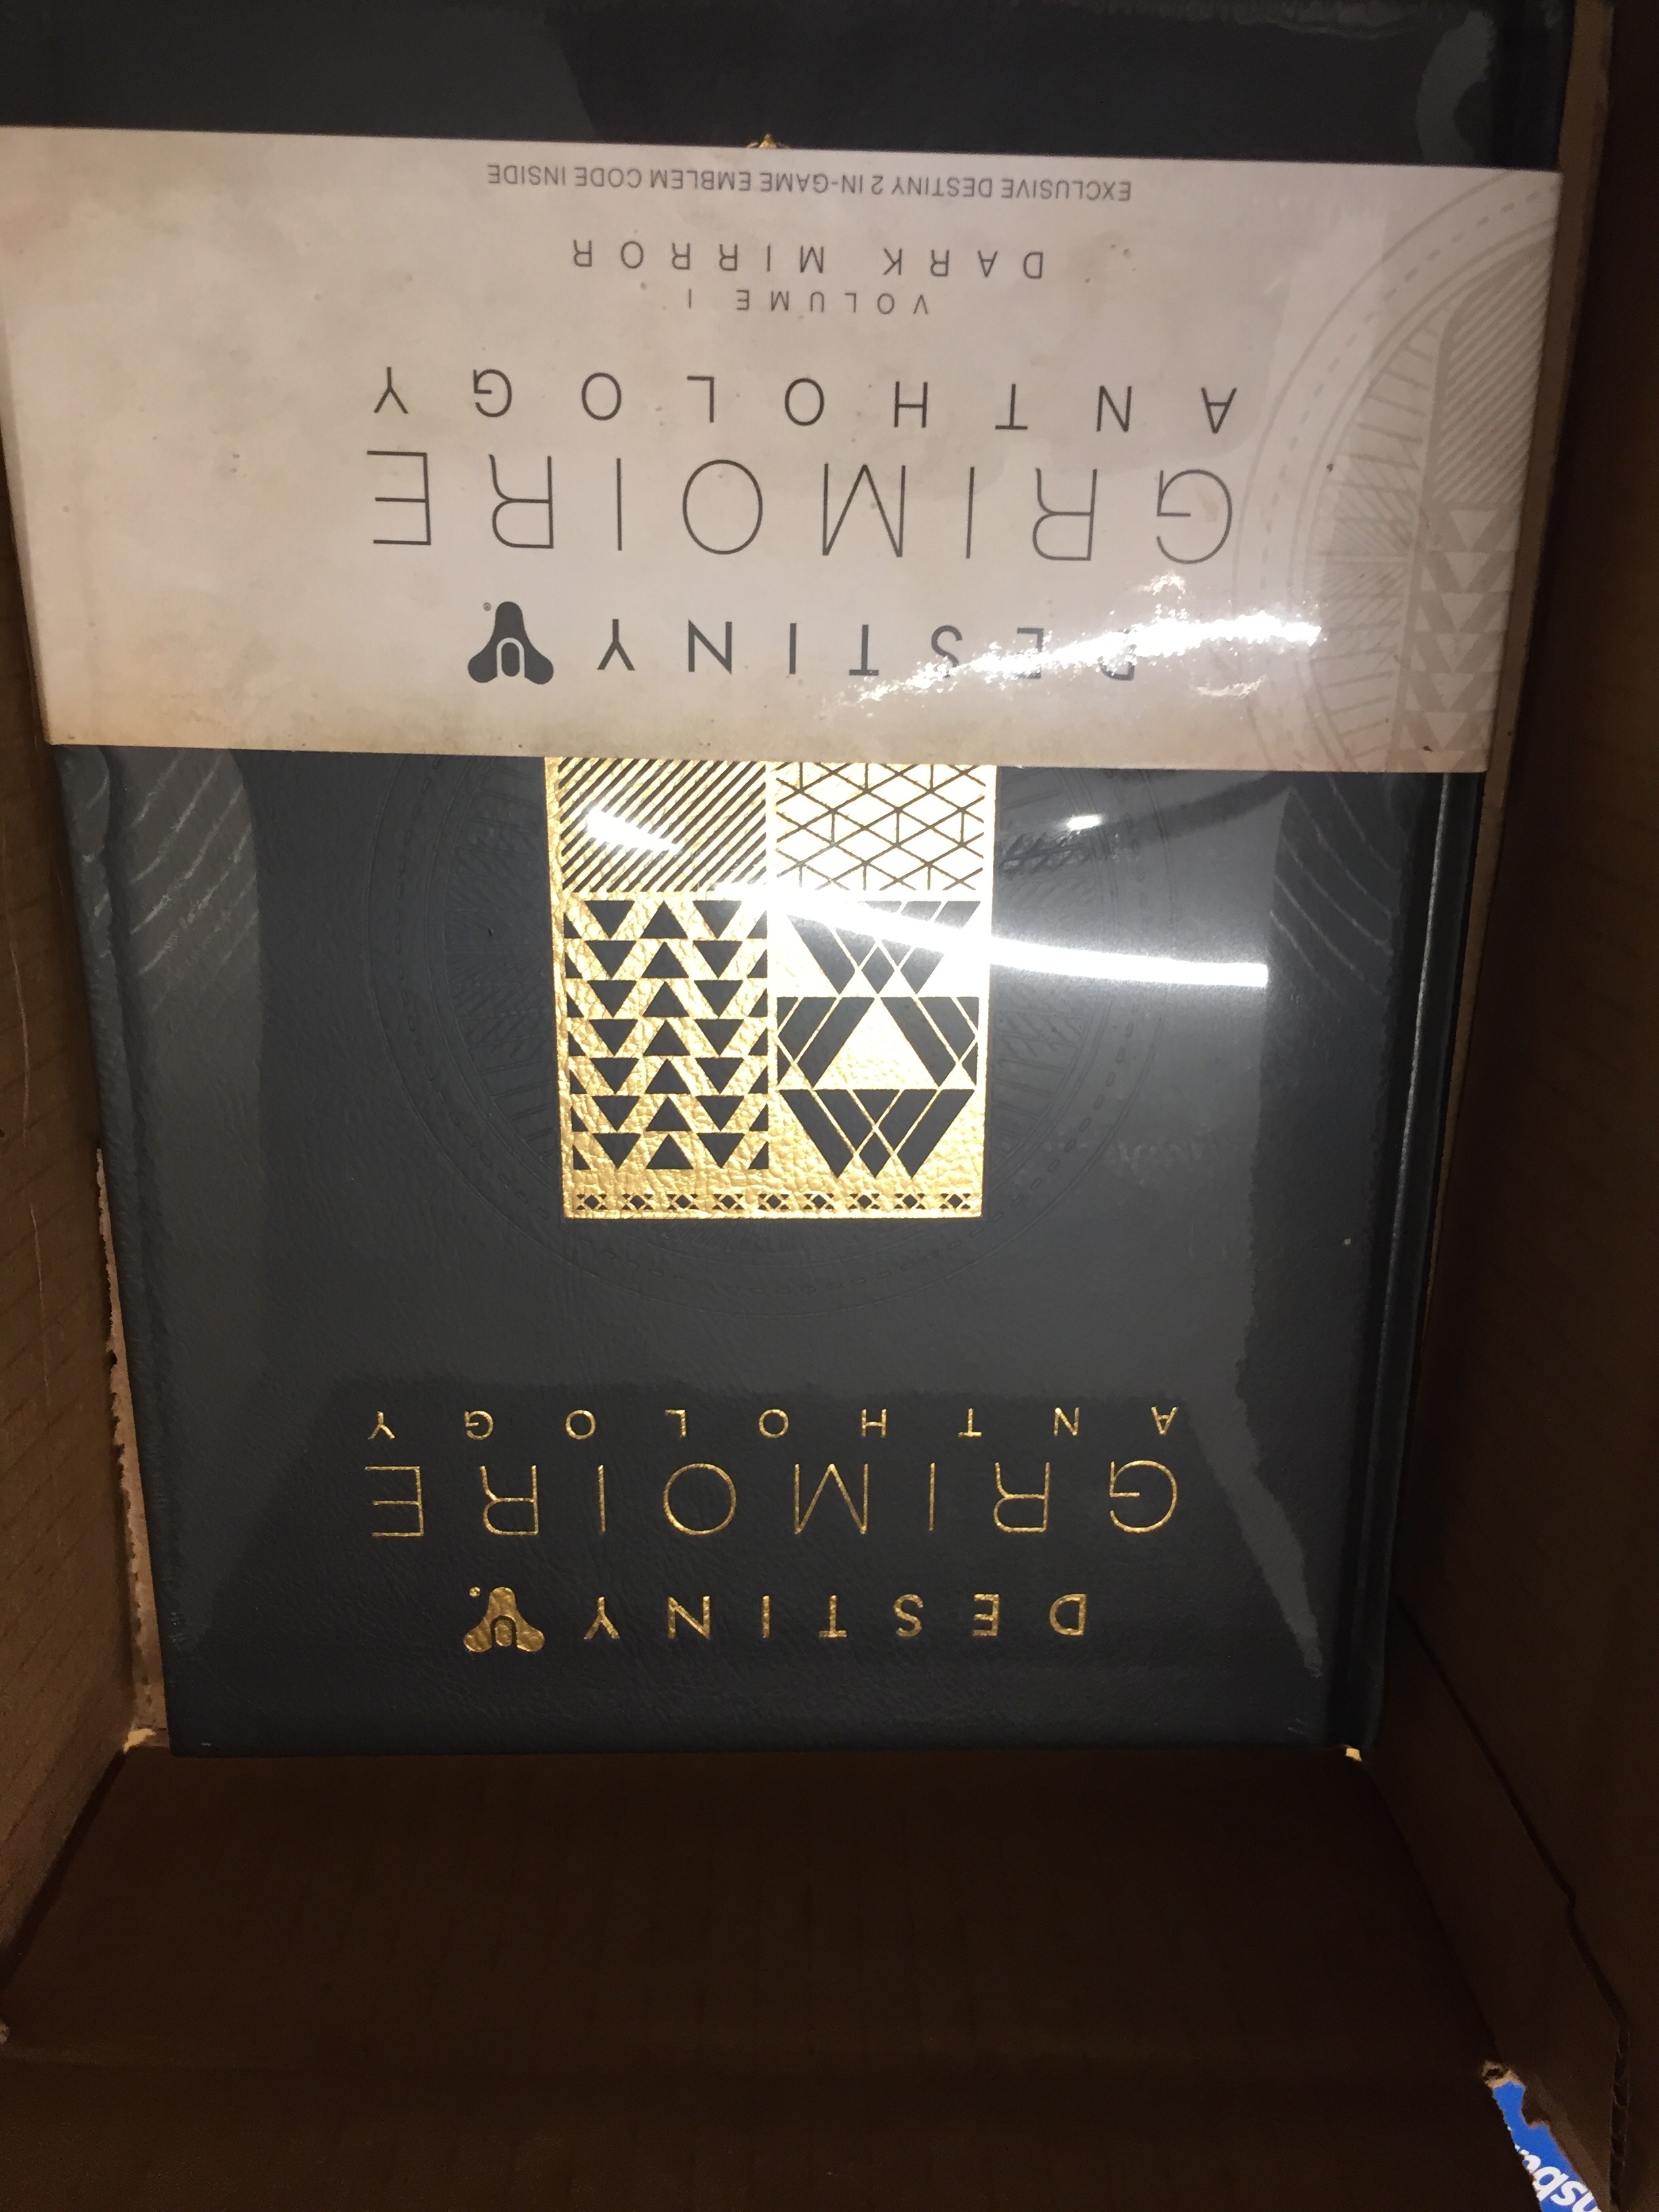 DESTINY
GRIMOIRE
ANTHOLOGY
DESTINY ®
GRIMOIRE
ANTHOLOGY
VOLUME I
DARK MIRROR
EXCLUSIVE DESTINY 2 IN-GAME EMBLEM CODE INSIDE